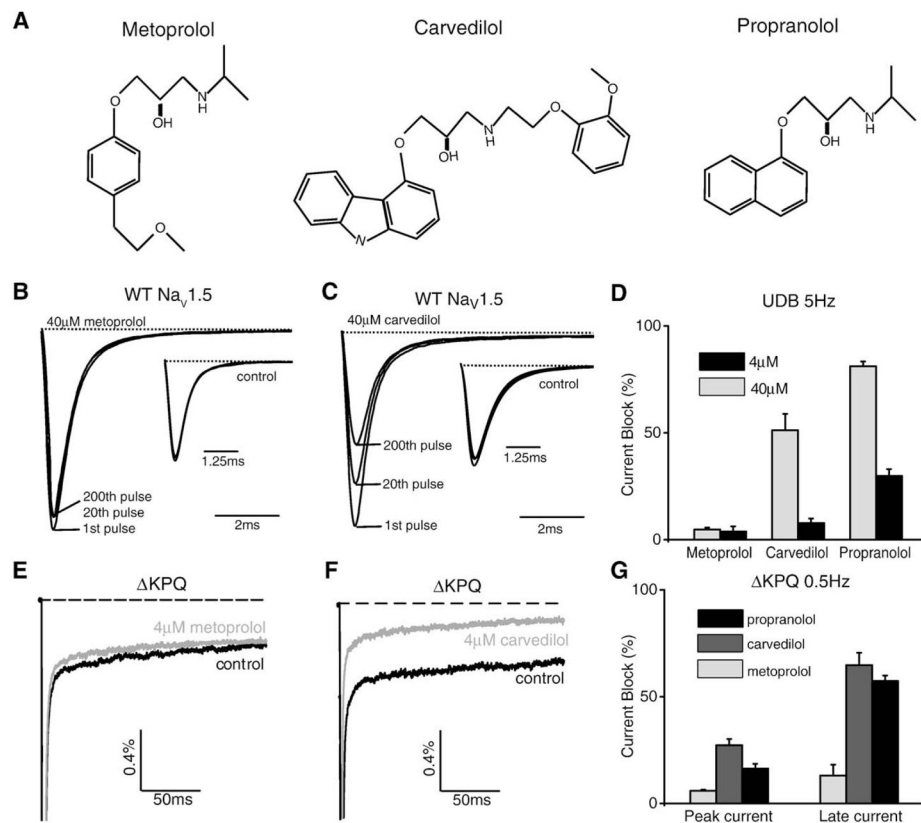 A
Metoprolol
Carvedilol
Propranolol
O
OH
N
H
O
O
OH
N
H
O
O
N
O
OH
N
H
B
WT NaV1.5
40µM metoprolol
control
1.25ms
200th pulse
20th pulse
1st pulse
2ms
C
WT NaV1.5
40µM carvedilol
control
1.25ms
200th pulse
20th pulse
1st pulse
2ms
D
UDB 5Hz
Current Block (%)
100
50
0
4µM
40µM
Metoprolol Carvedilol Propranolol
E
ΔKPQ
4µM metoprolol
control
0.4%
50ms
F
ΔKPQ
4µM carvedilol
control
0.4%
50ms
G
ΔKPQ 0.5Hz
Current Block (%)
100
50
0
propranolol
carvedilol
metoprolol
Peak current Late current